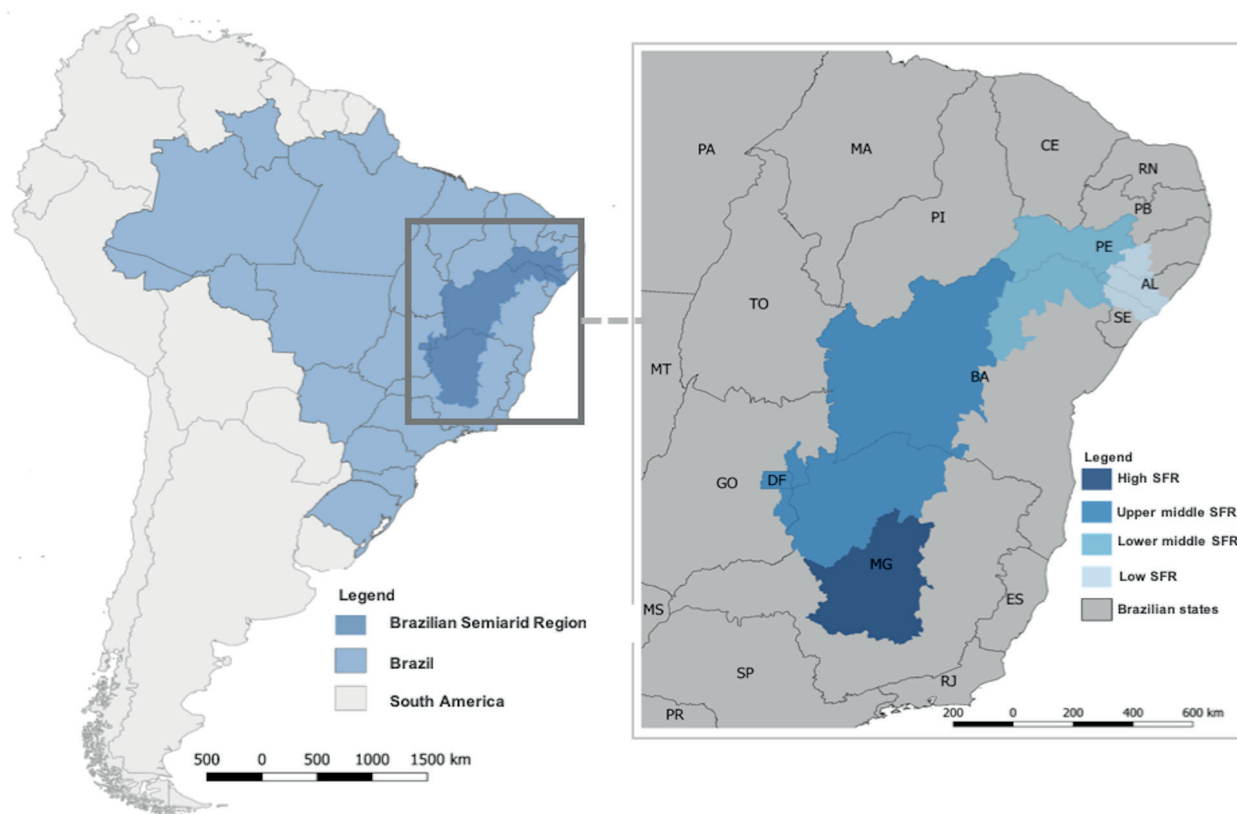 Legend
Brazilian Semiarid Region
Brazil
South America
500 0 500 1000 1500 km
PA
MA
CE
RN
PB
PI
PE
AL
SE
TO
MT
BA
GO
DF
MG
MS
ES
SP
RJ
PR
Legend
High SFR
Upper middle SFR
Lower middle SFR
Low SFR
Brazilian states
200 0 200 400 600 km